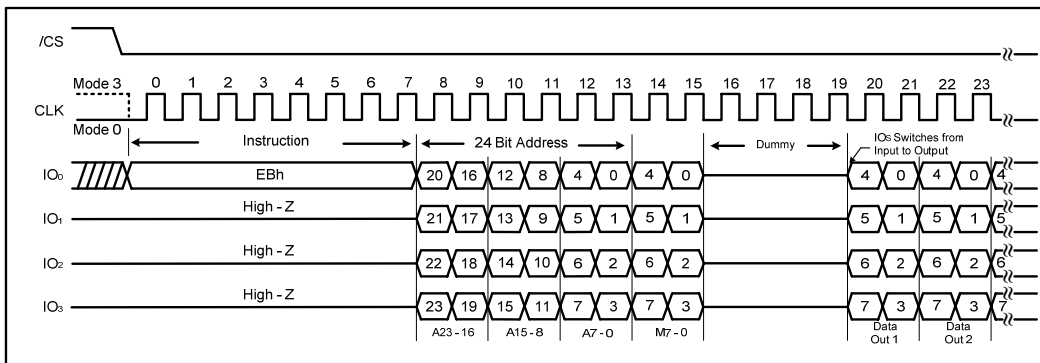 /CS
Mode 3 0 1 2 3 4 5 6 7 8 9 10 11 12 13 14 15 16 17 18 19 20 21 22 23
CLK
Mode 0
Instruction 24 Bit Address Dummy IOs Switches from
Input to Output
IO0 EBh 20 16 12 8 4 0 4 0 4 0 4 0 4
IO1 High - Z 21 17 13 9 5 1 5 1 5 1 5 1 5
IO2 High - Z 22 18 14 10 6 2 6 2 6 2 6 2 6
IO3 High - Z 23 19 15 11 7 3 7 3 7 3 7 3 7
A23 - 16 A15 - 8 A7 - 0 M7 - 0 Data Data
Out 1 Out 2